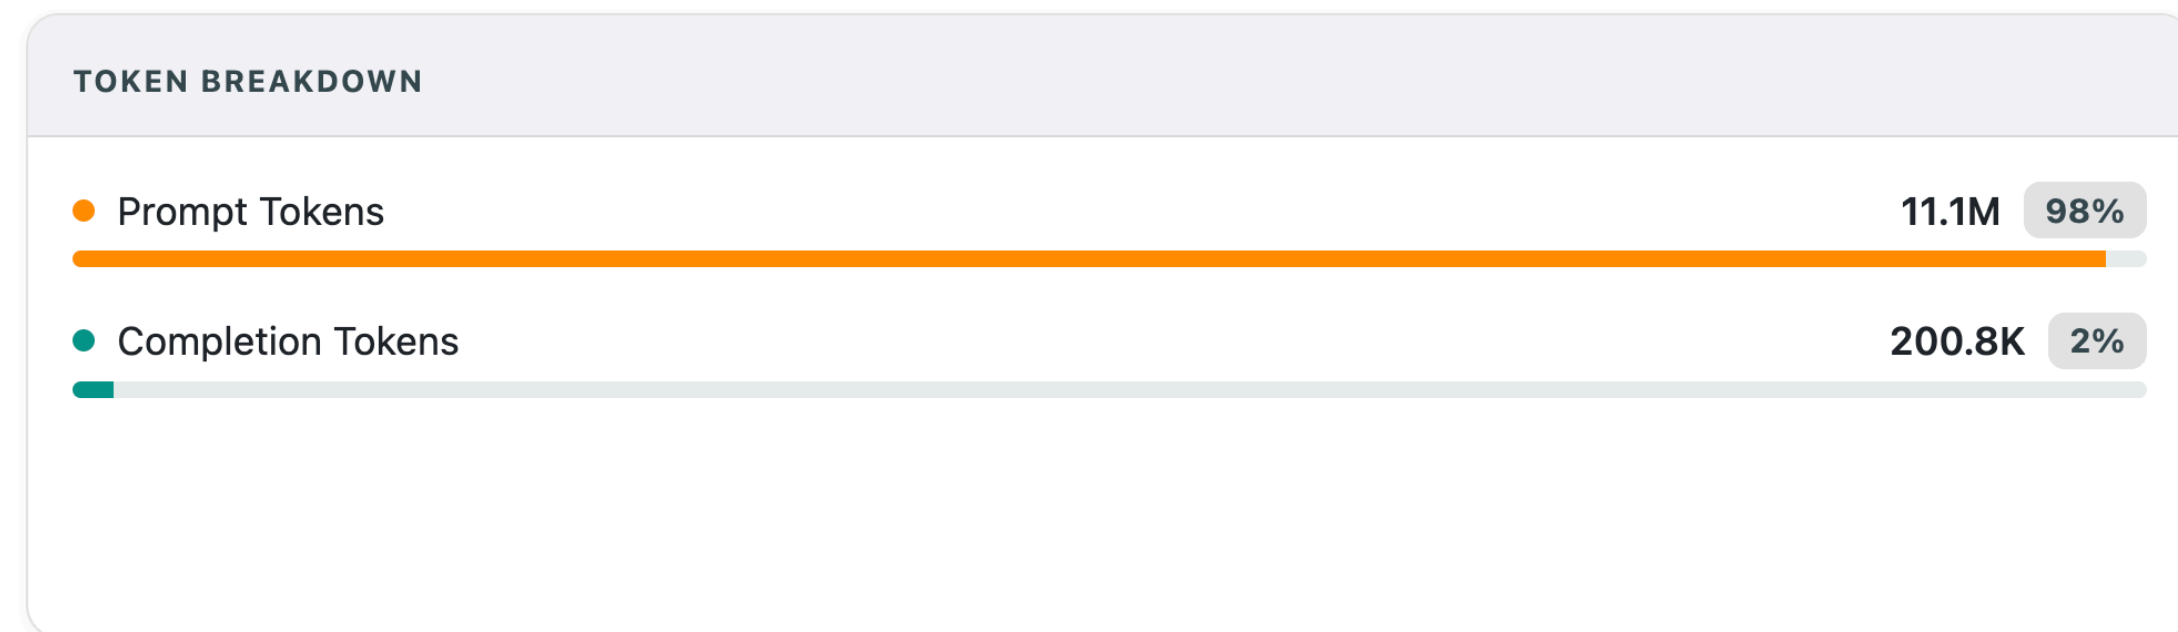 TOKEN BREAKDOWN
Prompt Tokens 11.1M 98%
Completion Tokens 200.8K 2%